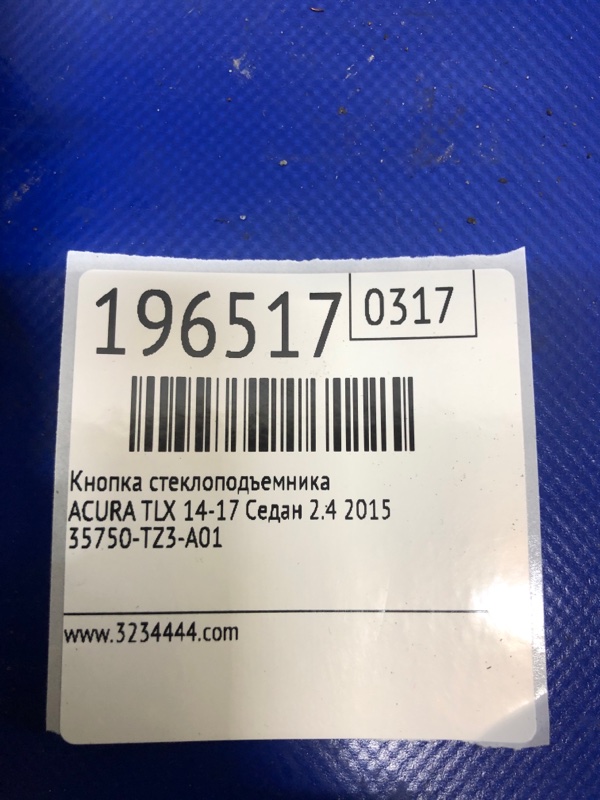 196517 0317
Кнопка стеклоподъемника
ACURA TLX 14-17 Седан 2.4 2015
35750-TZ3-A01
www.3234444.com